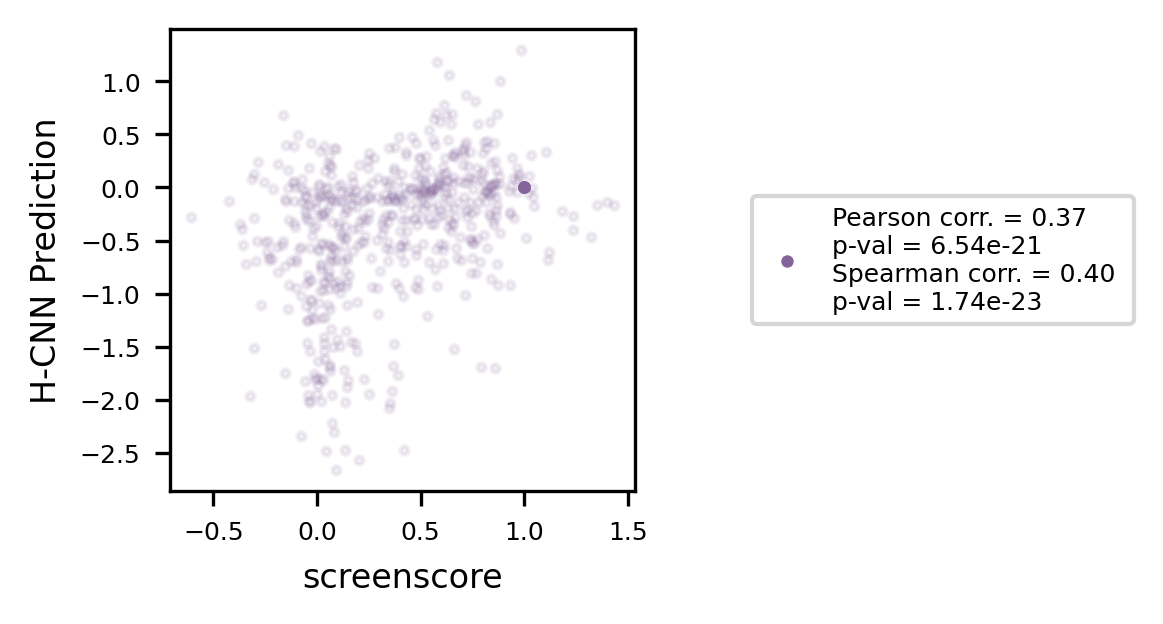 H-CNN Prediction
1.0
0.5
0.0
−0.5
−1.0
−1.5
−2.0
−2.5
−0.5
0.0
0.5
1.0
1.5
screenscore
Pearson corr. = 0.37
p-val = 6.54e-21
Spearman corr. = 0.40
p-val = 1.74e-23